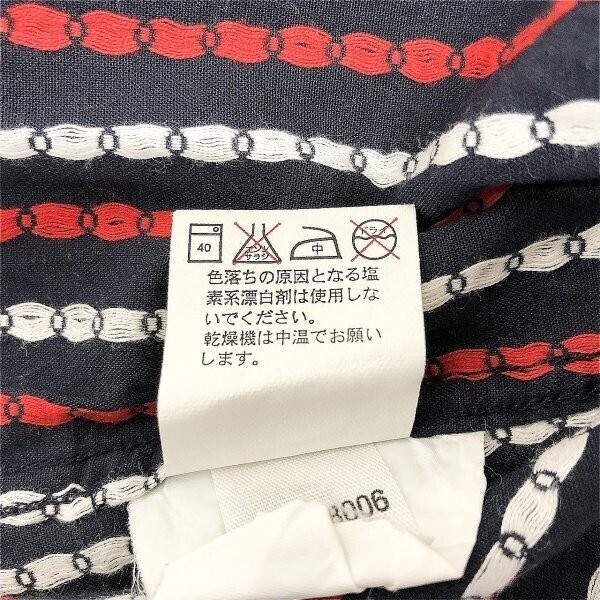 40 エンソ サラシ 中 ドライ
色落ちの原因となる塩
素系漂白剤は使用しな
いでください。
乾燥機は中温でお願い
します。
8006